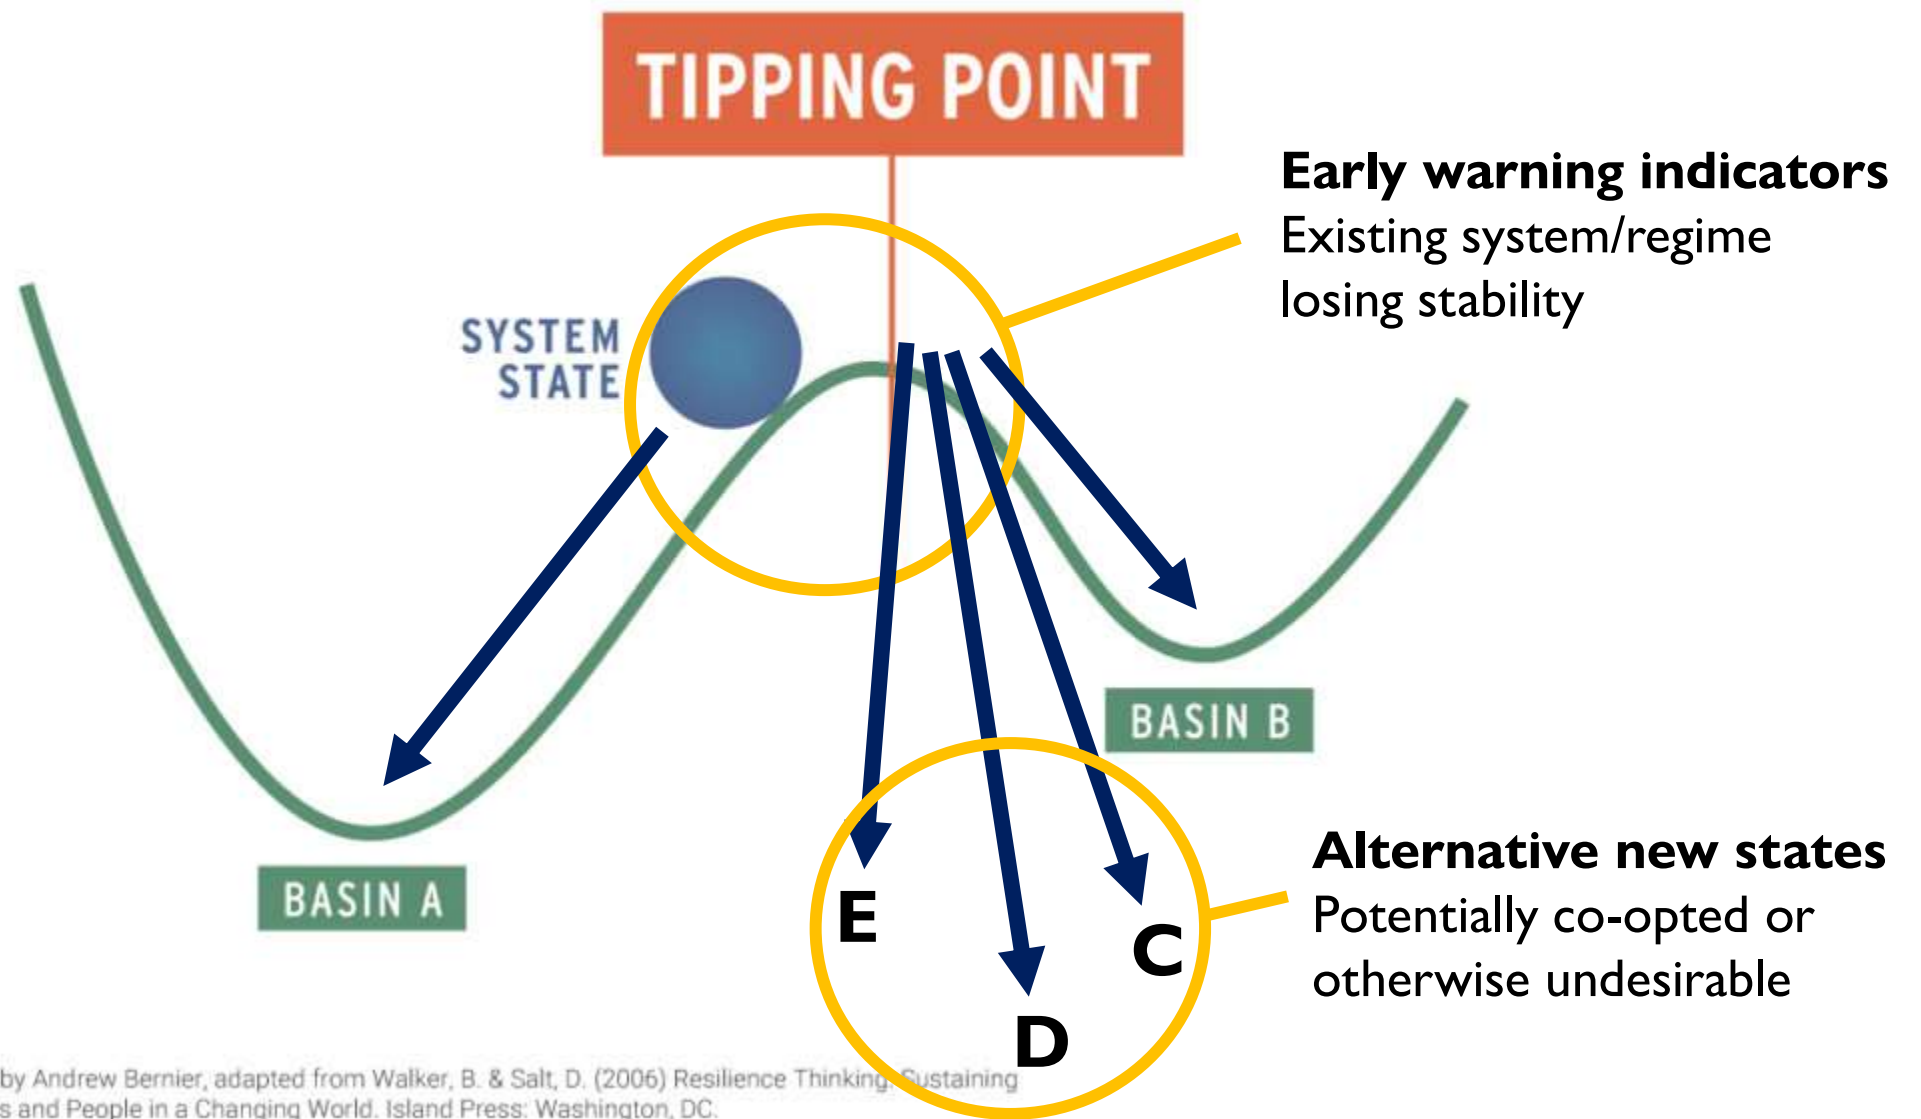 TIPPING POINT
Early warning indicators
Existing system/regime
losing stability
SYSTEM
STATE
BASIN B
BASIN A
Alternative new states
Potentially co-opted or
otherwise undesirable
E
C
D
by Andrew Bernier, adapted from Walker, B. & Salt, D. (2006) Resilience Thinking: Sustaining
s and People in a Changing World. Island Press: Washington, DC.